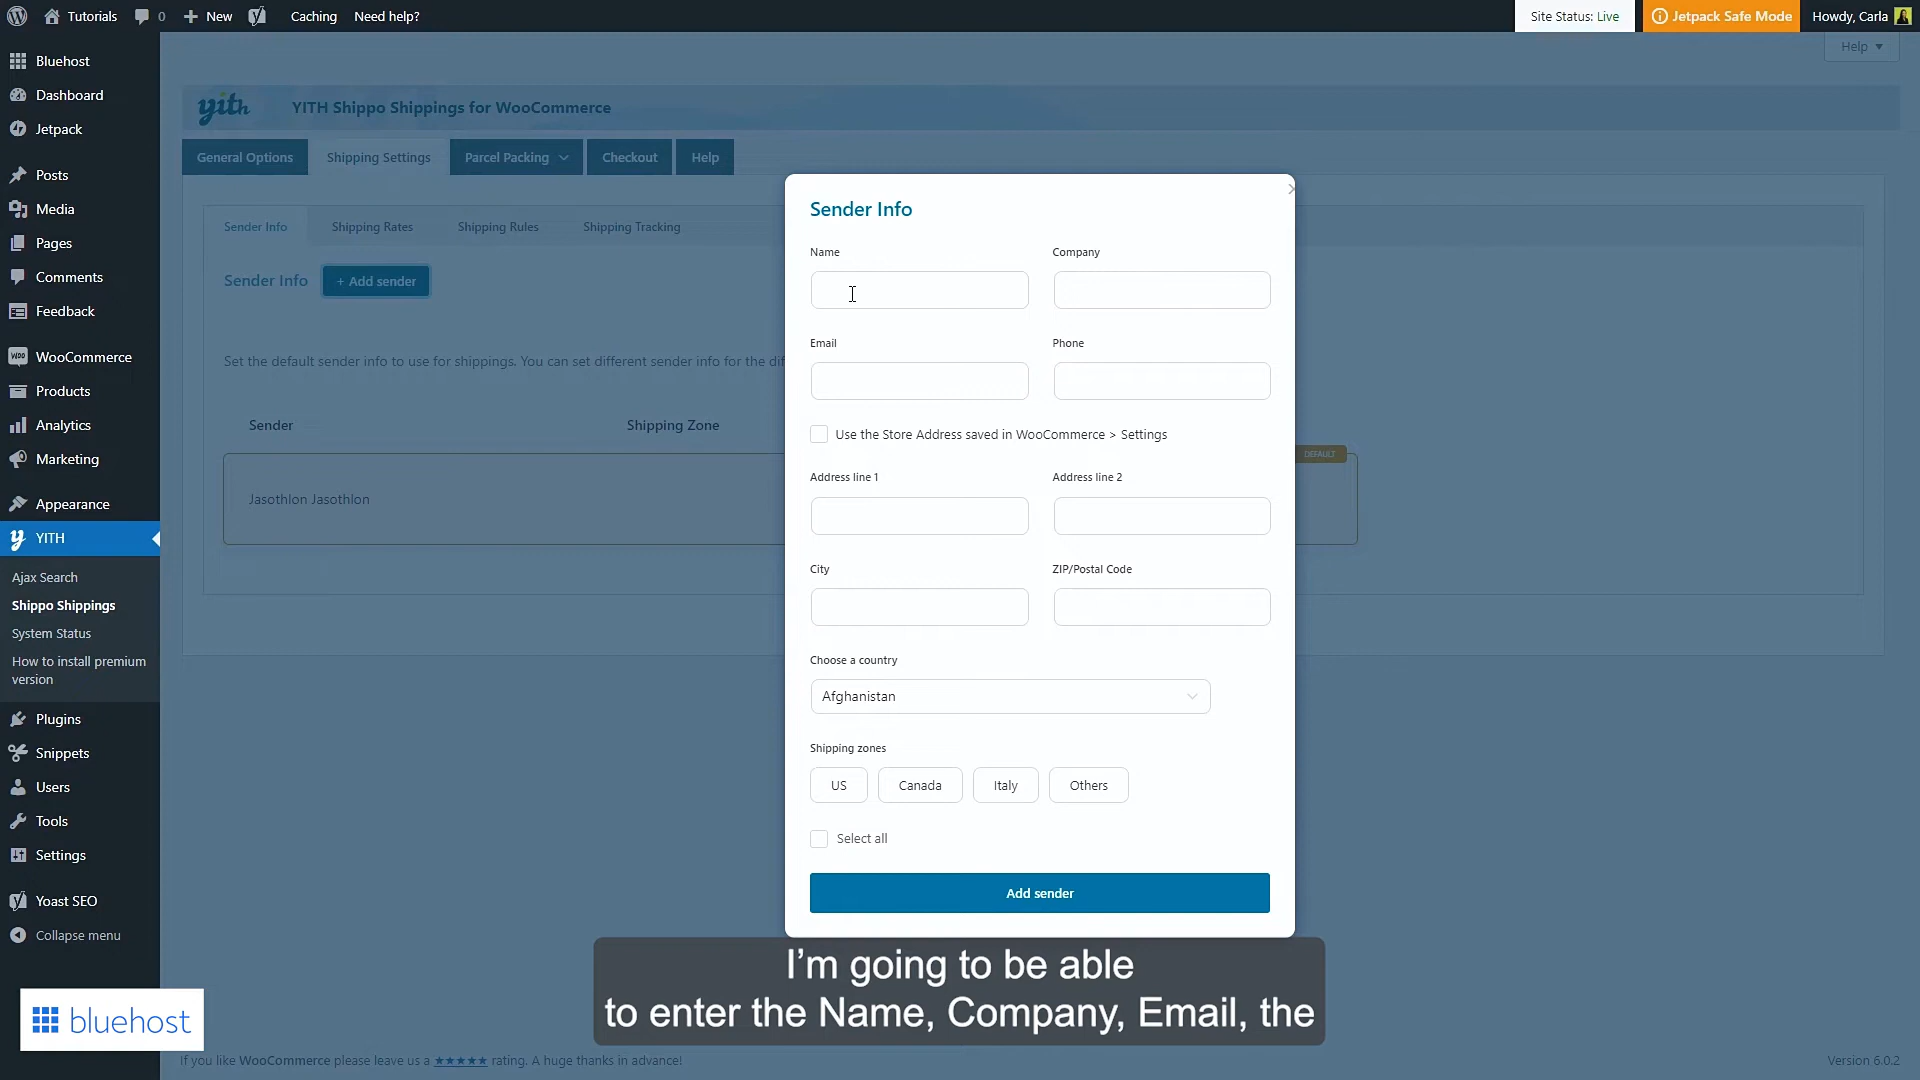 Tutorials
0
New
Caching
Need help?
Site Status: Live
Jetpack Safe Mode
Howdy, Carla
Help
Bluehost
Dashboard
Jetpack
Posts
Media
Pages
Comments
Feedback
WooCommerce
Products
Analytics
Marketing
Appearance
YITH
Ajax Search
Shippo Shippings
System Status
How to install premium
version
Plugins
Snippets
Users
Tools
Settings
Yoast SEO
Collapse menu
yith
YITH Shippo Shippings for WooCommerce
General Options
Shipping Settings
Parcel Packing
Checkout
Help
Sender Info
Shipping Rates
Shipping Rules
Shipping Tracking
Sender Info
+ Add sender
Set the default sender info to use for shippings. You can set different sender info for the dif
Sender
Shipping Zone
DEFAULT
Jasothlon Jasothlon
Sender Info
Name
Company
Email
Phone
Use the Store Address saved in WooCommerce > Settings
Address line 1
Address line 2
City
ZIP/Postal Code
Choose a country
Afghanistan
Shipping zones
US
Canada
Italy
Others
Select all
Add sender
I'm going to be able
to enter the Name, Company, Email, the
bluehost
If you like WooCommerce please leave us a ★★★★★ rating. A huge thanks in advance!
Version 6.0.2